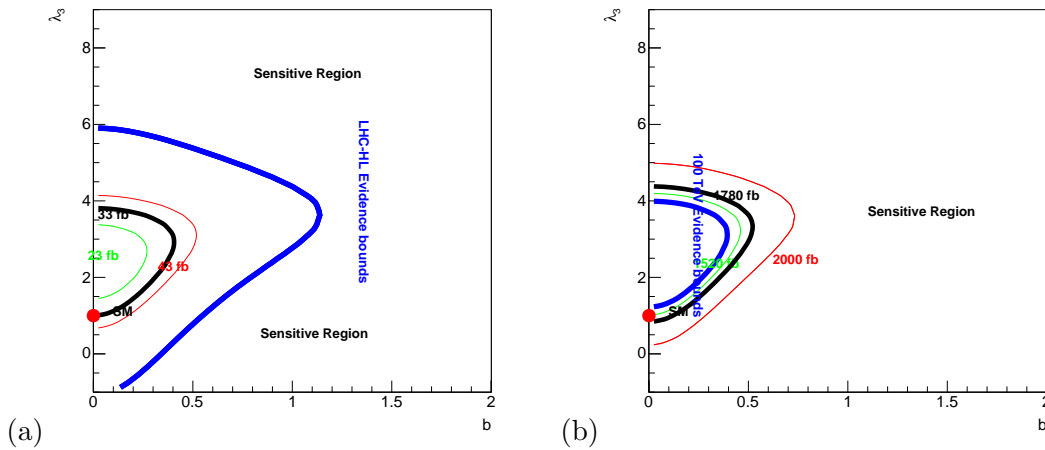 λ₃
8
6
4
2
0
Sensitive Region
LHC-HL Evidence bounds
33 fb
23 fb
43 fb
SM
Sensitive Region
0 0.5 1 1.5 2
b
(a)
λ₃
8
6
4
2
0
100 TeV Evidence bounds
1780 fb
Sensitive Region
fb
2000 fb
SM
0 0.5 1 1.5 2
b
(b)